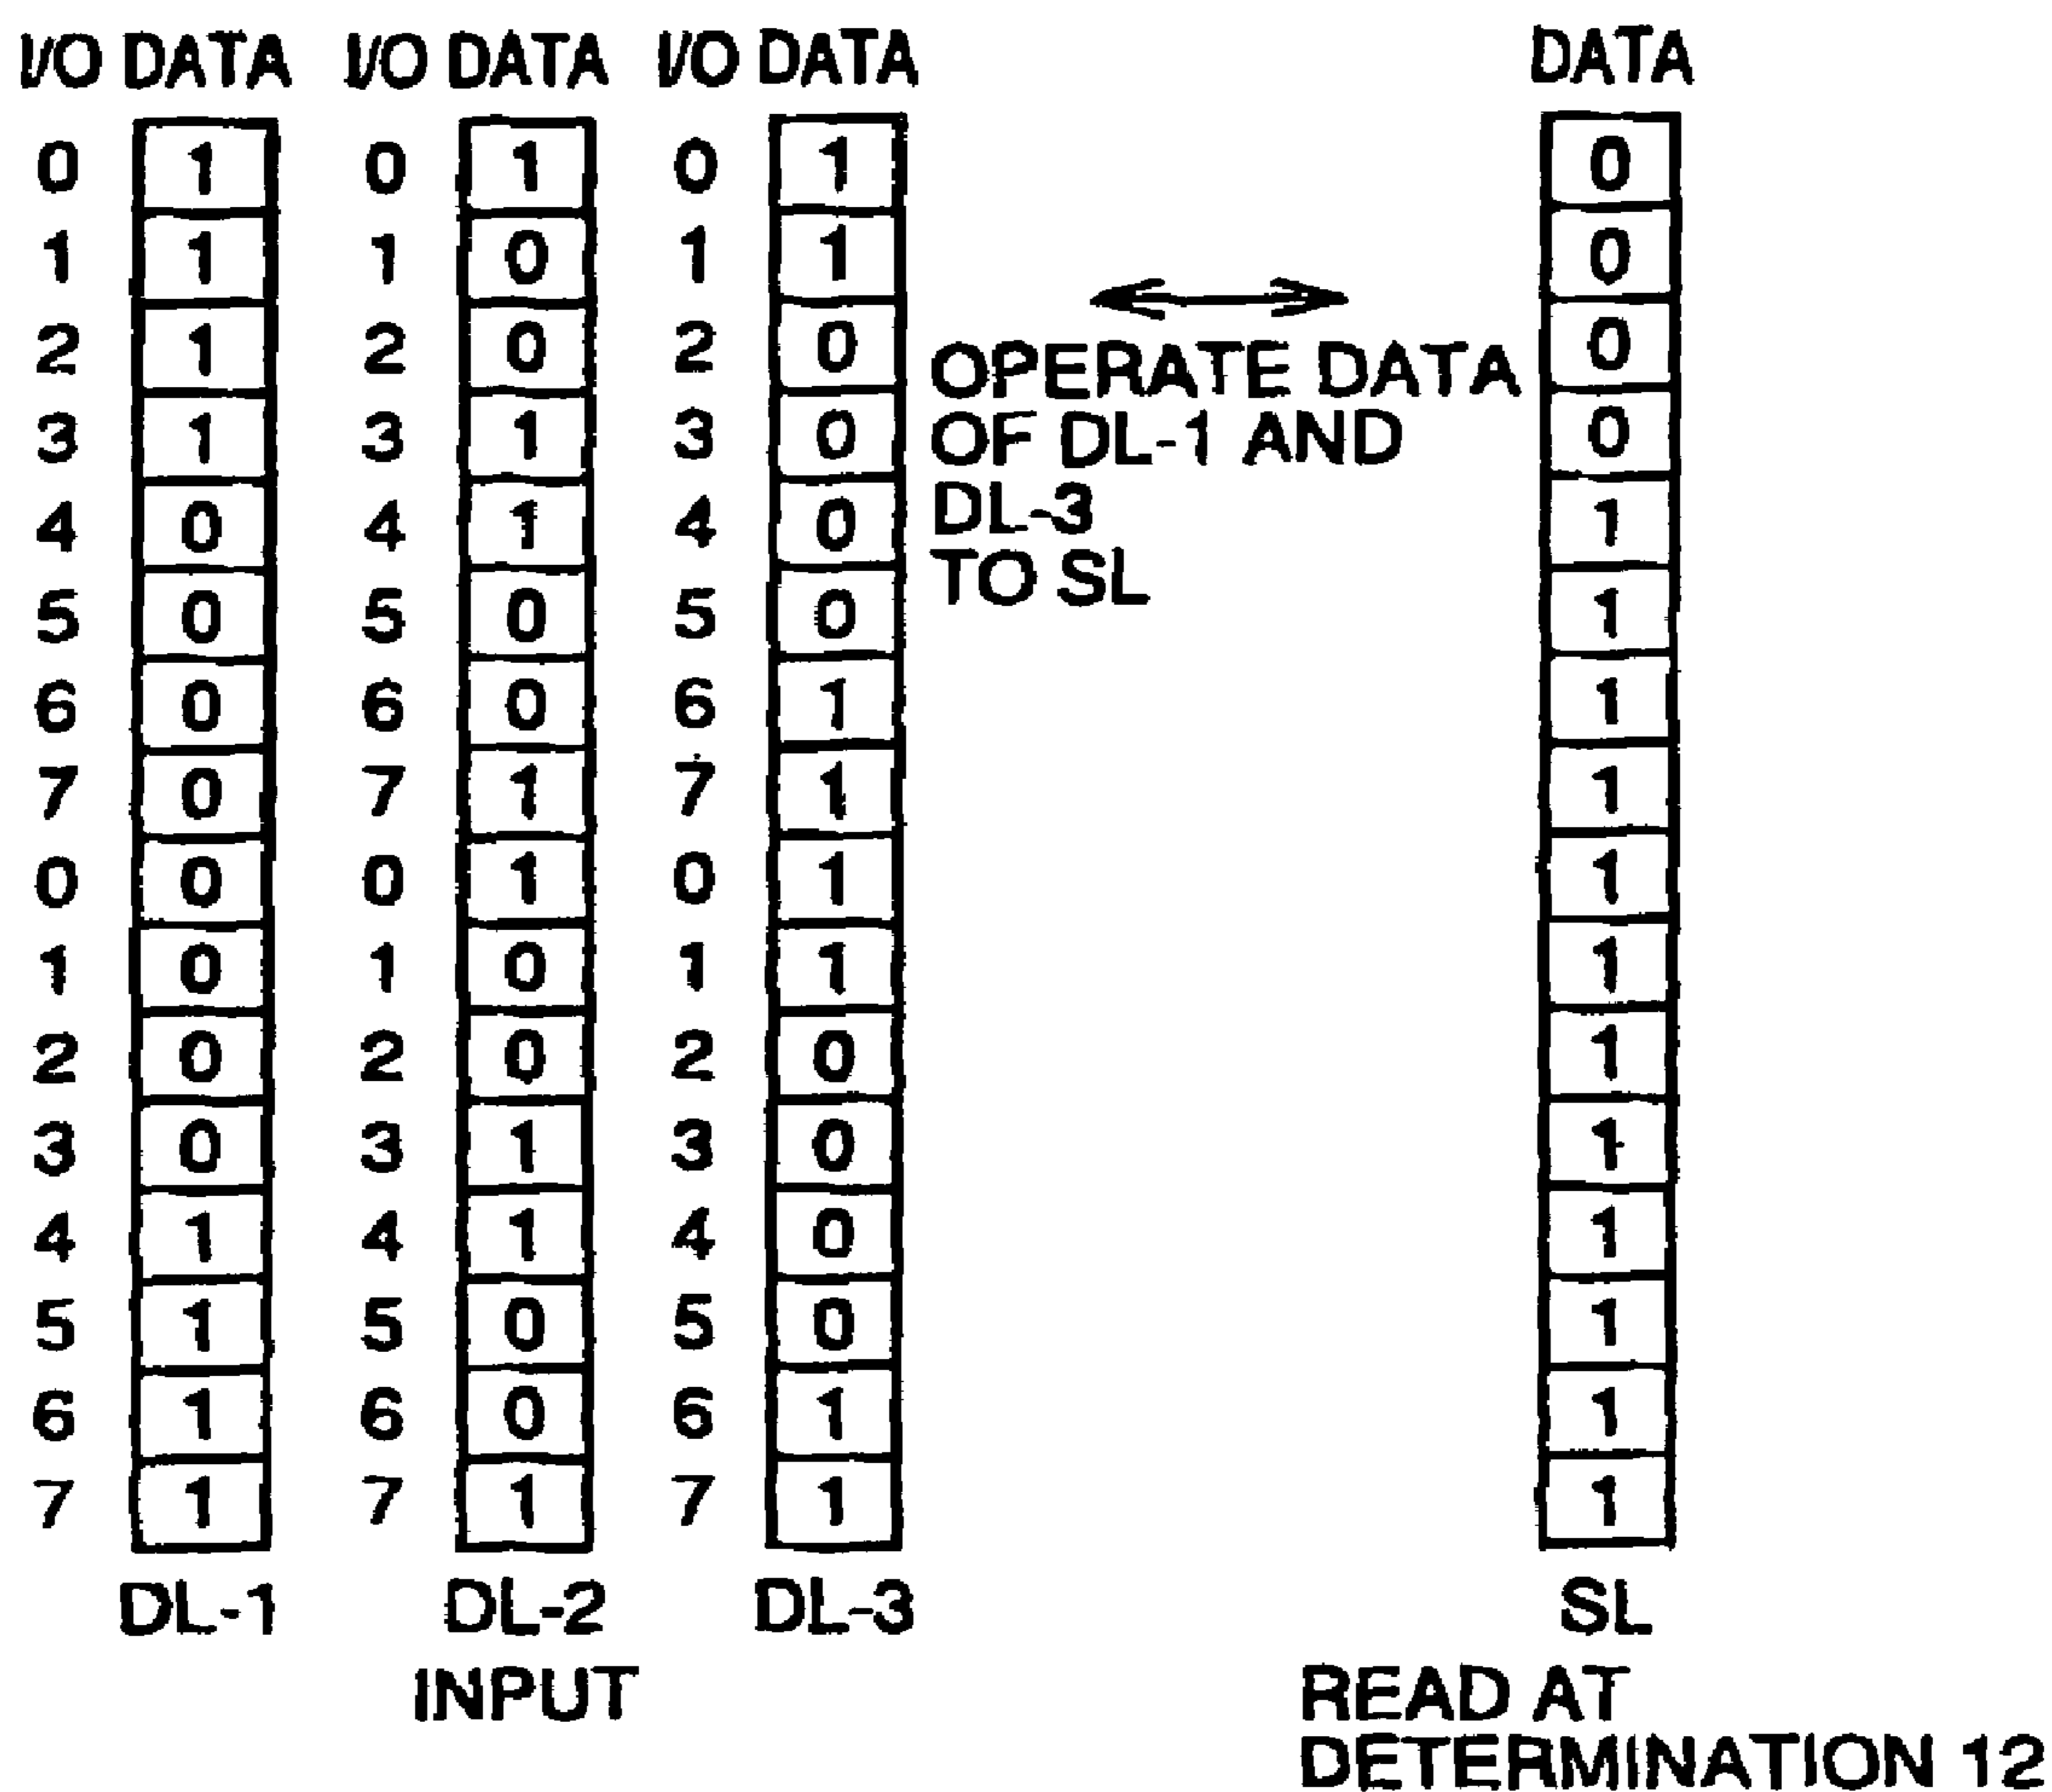 I/O DATA I/O DATA I/O DATA DATA
0 1 0 1 0 1 0
1 1 1 0 1 1 0
2 1 2 0 2 0 0
3 1 3 1 3 0 0
4 0 4 1 4 0 1
5 0 5 0 5 0 1
6 0 6 0 6 1 1
7 0 7 1 7 1 1
0 0 0 1 0 1 1
1 0 1 0 1 1 1
2 0 2 0 2 0 1
3 0 3 1 3 0 1
4 1 4 1 4 0 1
5 1 5 0 5 0 1
6 1 6 0 6 1 1
7 1 7 1 7 1 1
OPERATE DATA
OF DL-1 AND
DL-3
TO SL
DL-1 DL-2 DL-3 SL
INPUT
READ AT
DETERMINATION 12